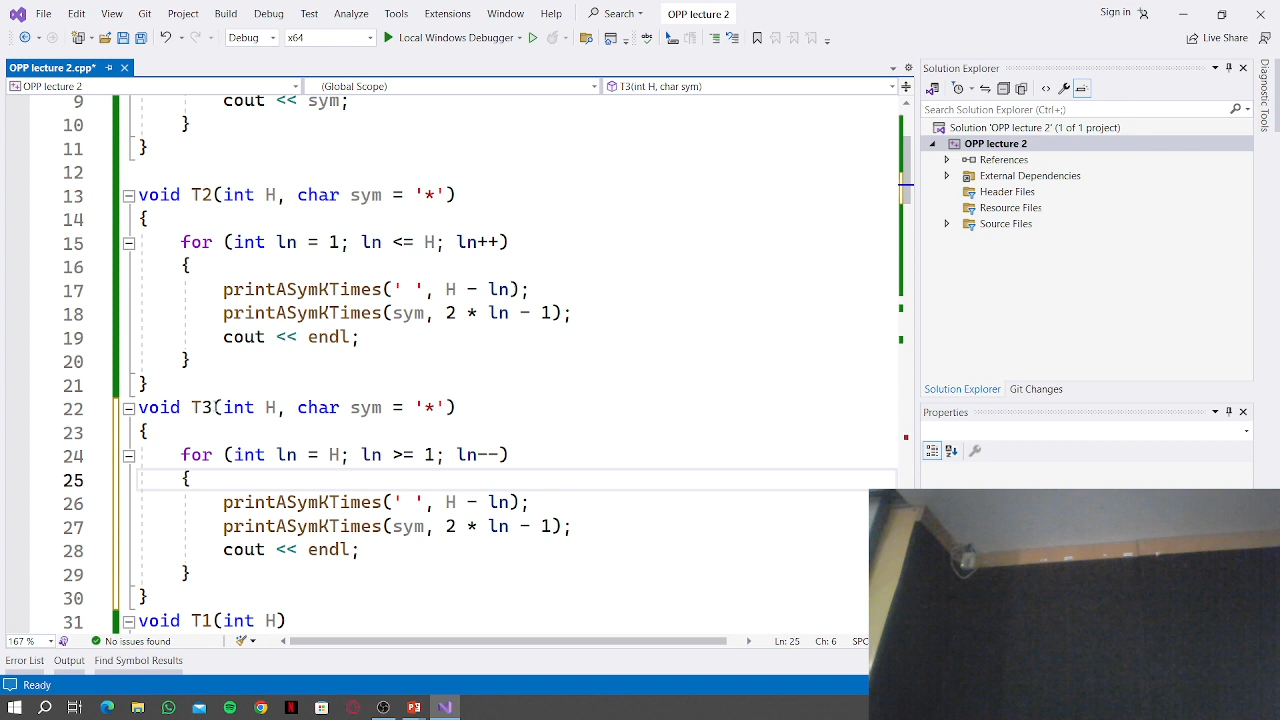 File Edit View Git Project Build Debug Test Analyze Tools Extensions Window Help Search OPP lecture 2 Sign in
Debug x64 Local Windows Debugger Live Share
OPP lecture 2.cpp*
OPP lecture 2 (Global Scope) T3(int H, char sym)
9 cout << sym;
10 }
11 }
12
13 void T2(int H, char sym = '*')
14 {
15 for (int ln = 1; ln <= H; ln++)
16 {
17 printASymKTimes(' ', H - ln);
18 printASymKTimes(sym, 2 * ln - 1);
19 cout << endl;
20 }
21 }
22 void T3(int H, char sym = '*')
23 {
24 for (int ln = H; ln >= 1; ln--)
25 {
26 printASymKTimes(' ', H - ln);
27 printASymKTimes(sym, 2 * ln - 1);
28 cout << endl;
29 }
30 }
31 void T1(int H)
167 % No issues found Ln: 25 Ch: 6 SPC
Error List Output Find Symbol Results
Ready
Solution Explorer
Search Solution Explorer (Ctrl+;)
Solution 'OPP lecture 2' (1 of 1 project)
OPP lecture 2
References
External Dependencies
Header Files
Resource Files
Source Files
Solution Explorer Git Changes
Properties
Diagnostic Tools